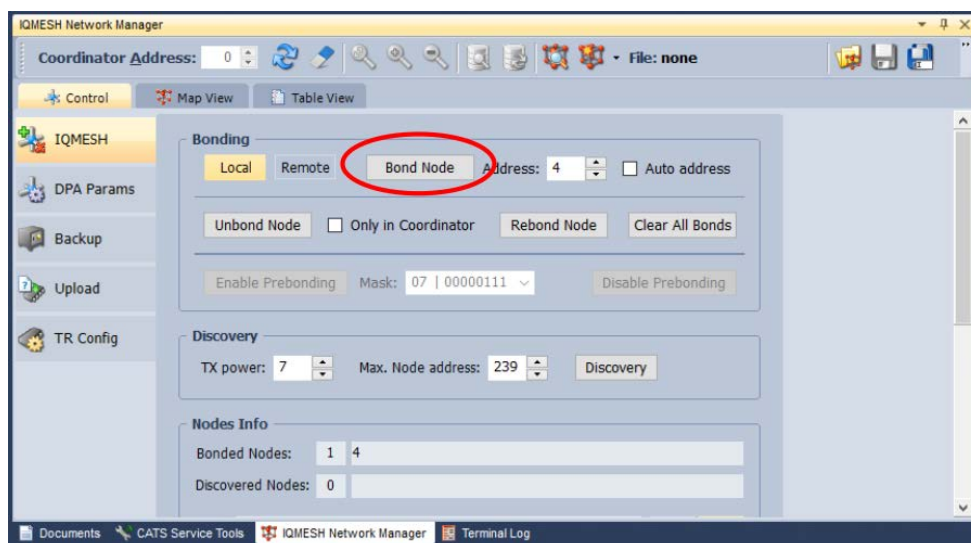 IQMESH Network Manager
Coordinator Address: 0 File: none
Control Map View Table View
IQMESH
DPA Params
Backup
Upload
TR Config
Bonding
Local Remote Bond Node Address: 4 Auto address
Unbond Node Only in Coordinator Rebond Node Clear All Bonds
Enable Prebonding Mask: 07 | 00000111 Disable Prebonding
Discovery
TX power: 7 Max. Node address: 239 Discovery
Nodes Info
Bonded Nodes: 1 4
Discovered Nodes: 0
Documents CATS Service Tools IQMESH Network Manager Terminal Log